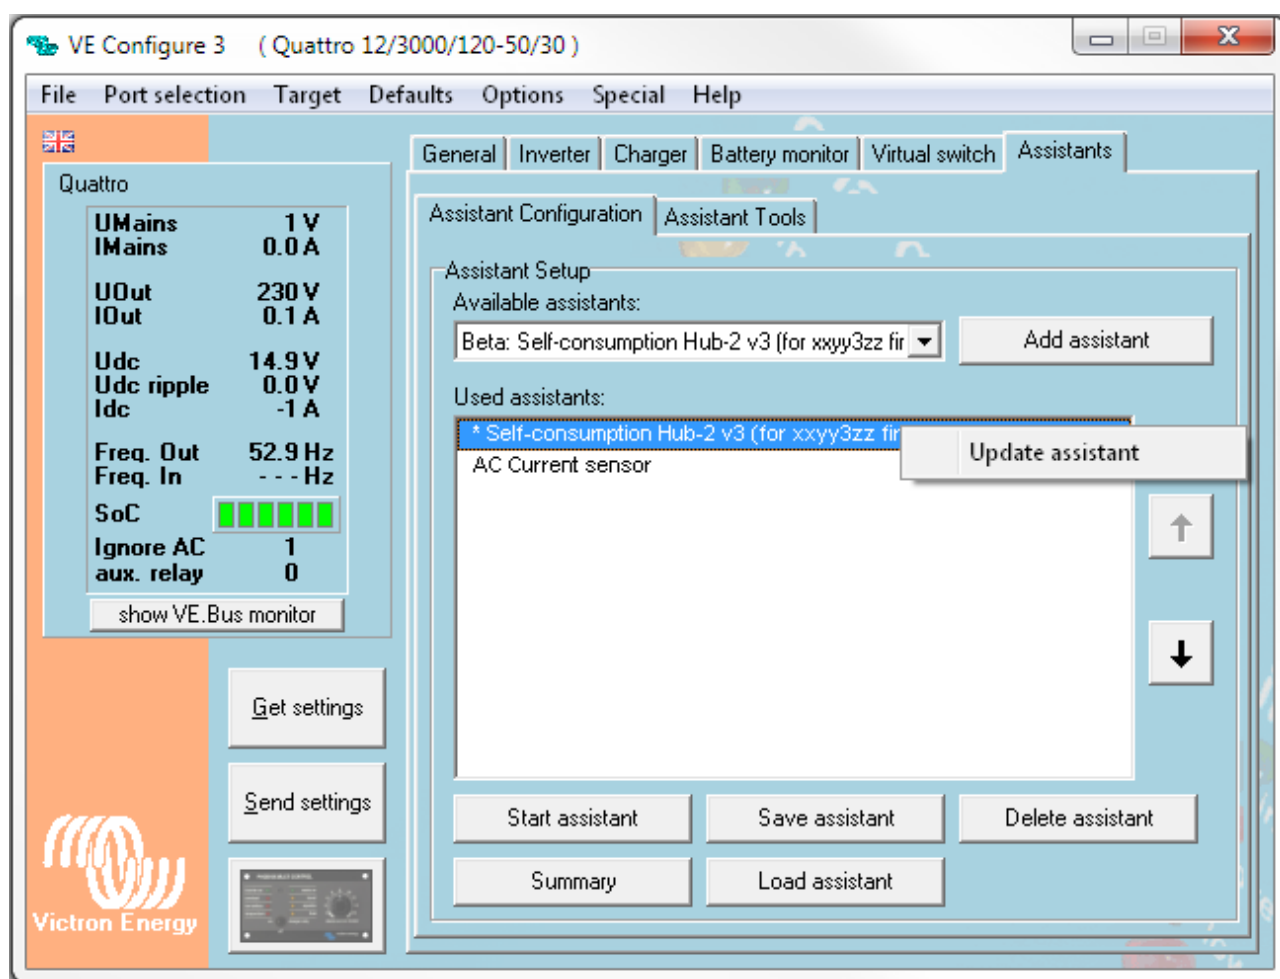 VE Configure 3 ( Quattro 12/3000/120-50/30 )
File Port selection Target Defaults Options Special Help
General Inverter Charger Battery monitor Virtual switch Assistants
Quattro
UMains 1 V
IMains 0.0 A
UOut 230 V
IOut 0.1 A
Udc 14.9 V
Udc ripple 0.0 V
Idc -1 A
Freq. Out 52.9 Hz
Freq. In - - - Hz
SoC
Ignore AC 1
aux. relay 0
show VE.Bus monitor
Get settings
Send settings
Victron Energy
Assistant Configuration Assistant Tools
Assistant Setup
Available assistants:
Beta: Self-consumption Hub-2 v3 (for xxyy3zz fir
Add assistant
Used assistants:
* Self-consumption Hub-2 v3 (for xxyy3zz fir
Update assistant
AC Current sensor
Start assistant Save assistant Delete assistant
Summary Load assistant